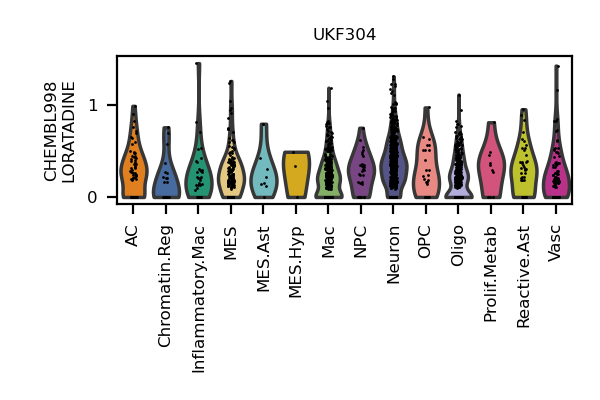 UKF304
CHEMBL998
LORATADINE
1
0
AC
Chromatin.Reg
Inflammatory.Mac
MES
MES.Ast
MES.Hyp
Mac
NPC
Neuron
OPC
Oligo
Prolif.Metab
Reactive.Ast
Vasc